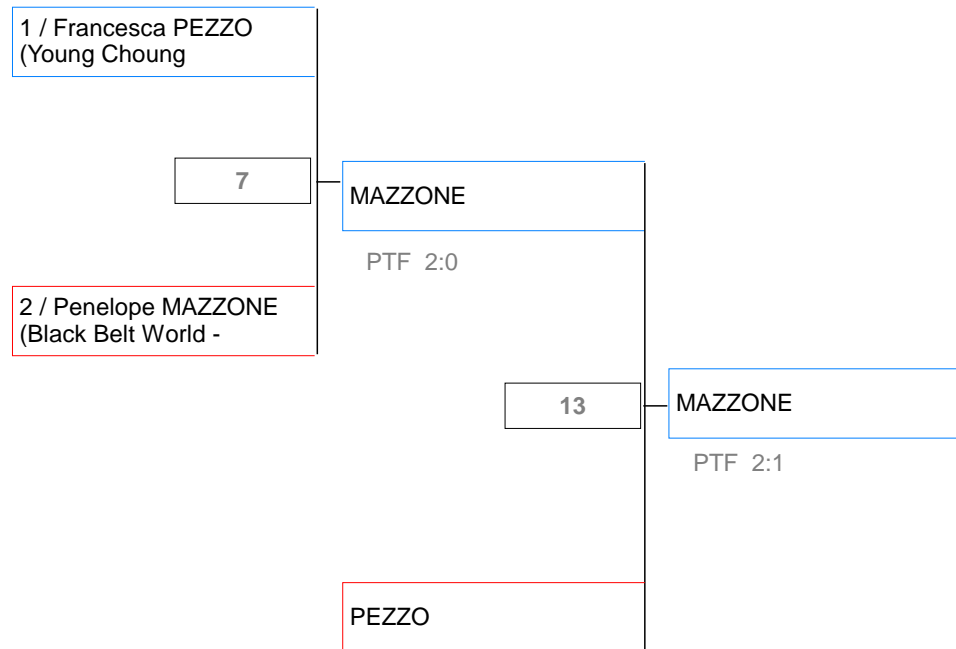 1 / Francesca PEZZO
(Young Choung
7
MAZZONE
PTF 2:0
2 / Penelope MAZZONE
(Black Belt World -
13
MAZZONE
PTF 2:1
PEZZO